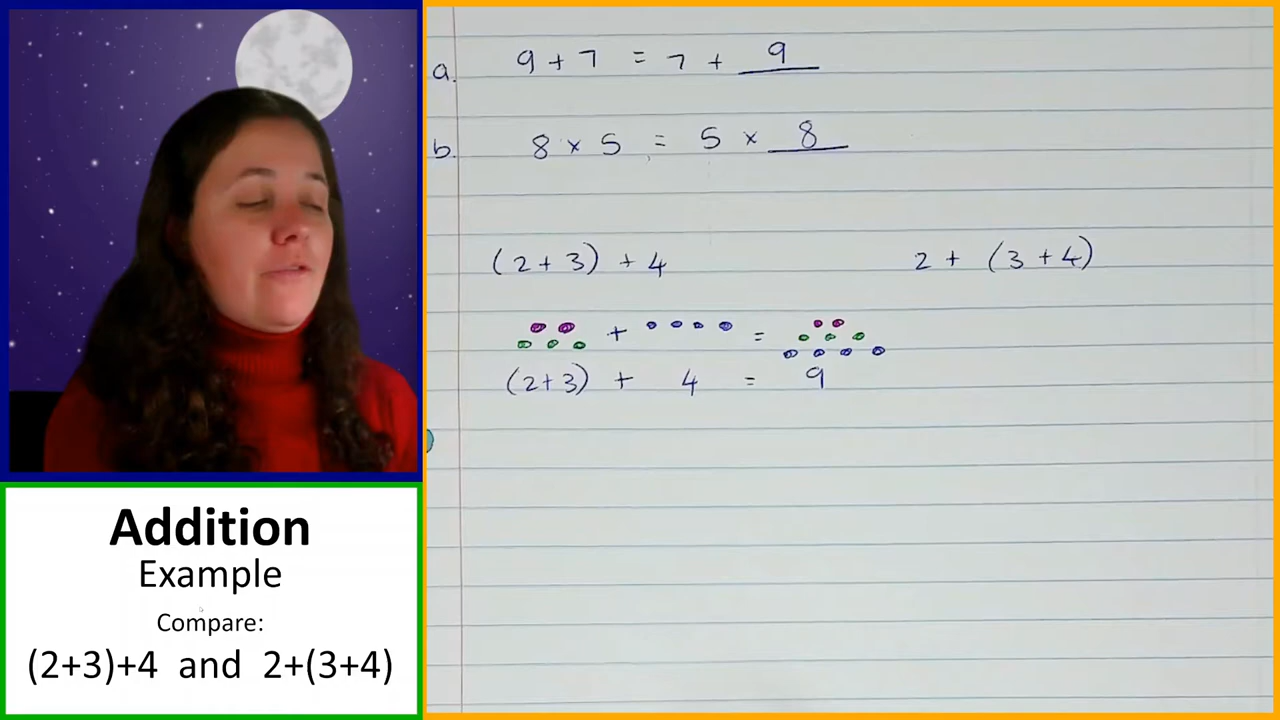 a. 9 + 7 = 7 + 9
b. 8 × 5 = 5 × 8
(2 + 3) + 4
2 + (3 + 4)
+ =
(2 + 3) + 4 = 9
Addition
Example
Compare:
(2+3)+4 and 2+(3+4)